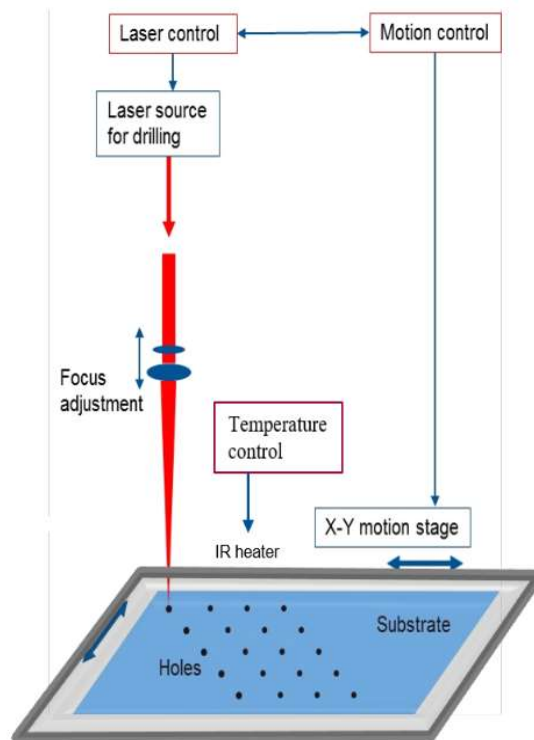 Laser control
Motion control
Laser source
for drilling
Focus
adjustment
Temperature
control
IR heater
X-Y motion stage
Substrate
Holes